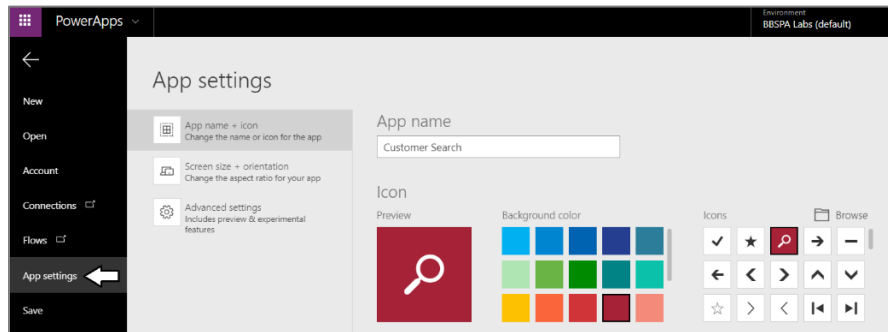 PowerApps
Environment
BBSPA Labs (default)
New
Open
Account
Connections
Flows
App settings
Save
App settings
App name + icon
Change the name or icon for the app
Screen size + orientation
Change the aspect ratio for your app
Advanced settings
Includes preview & experimental
features
App name
Customer Search
Icon
Preview
Background color
Icons
Browse